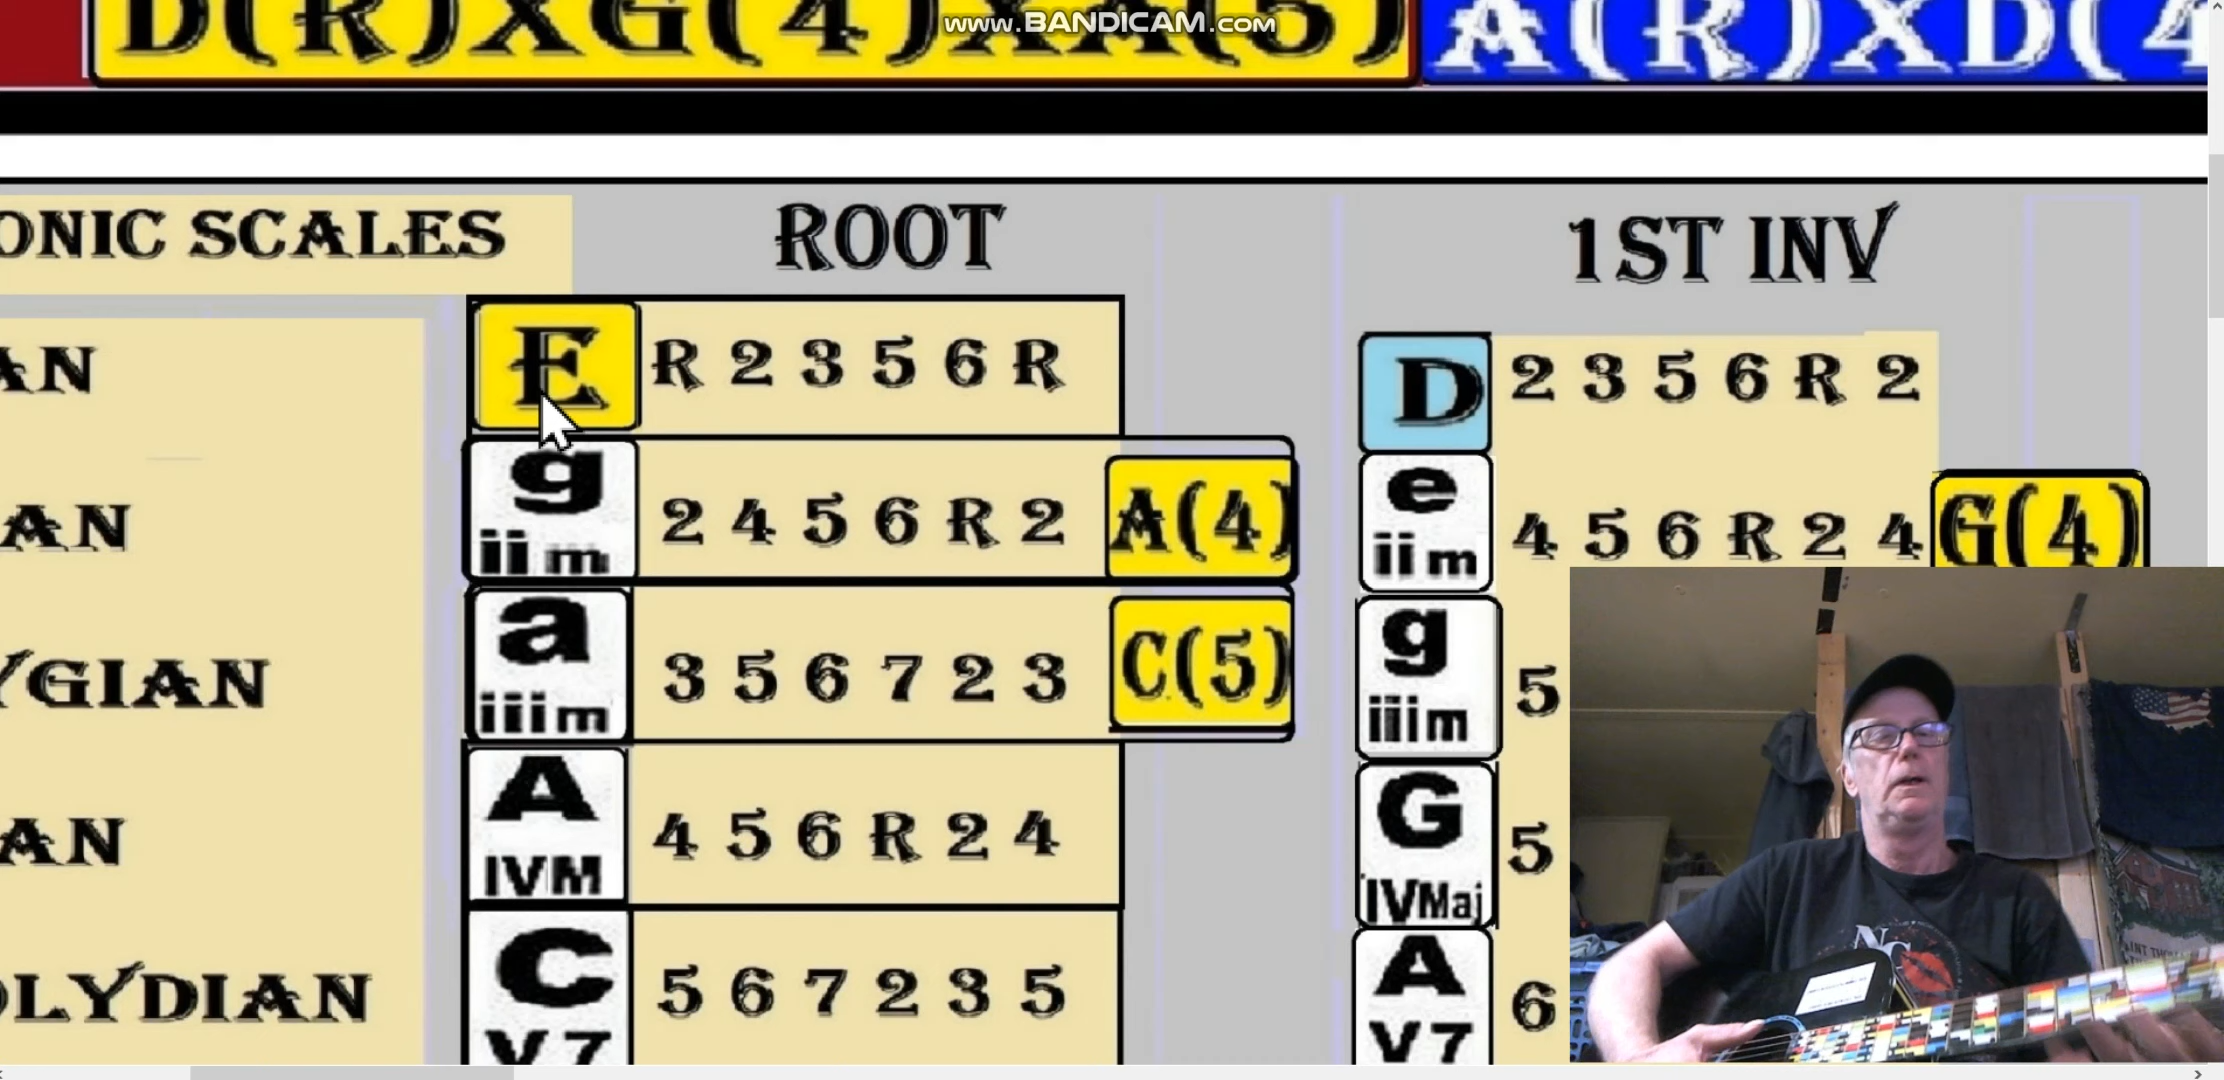 D(R)XG(4)XA(5) A(R)XD(4
www.BANDICAM.com
ONIC SCALES ROOT 1ST INV
AN E R 2 3 5 6 R D 2 3 5 6 R 2
AN g iim 2 4 5 6 R 2 A(4) e iim 4 5 6 R 2 4 G(4)
YGIAN a iiim 3 5 6 7 2 3 C(5) g iiim 5
AN A IVM 4 5 6 R 2 4 G IVMaj 5
OLYDIAN C V7 5 6 7 2 3 5 A V7 6
NC